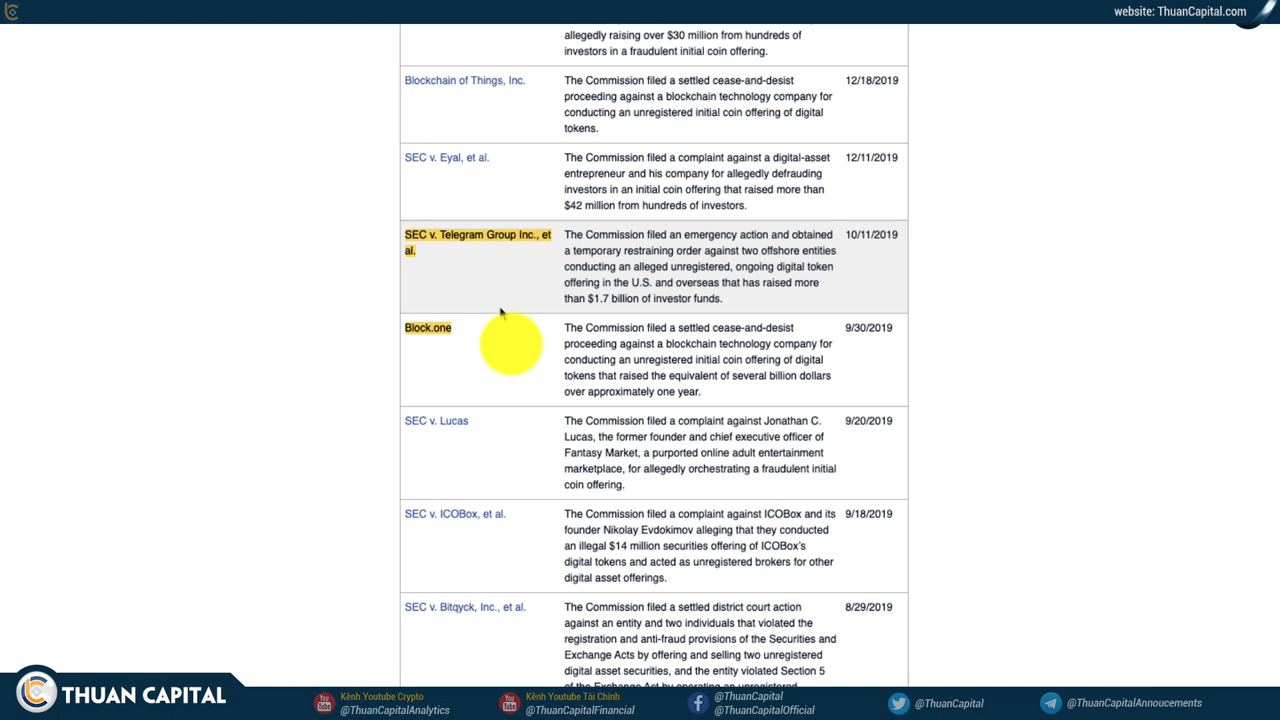 website: ThuanCapital.com
allegedly raising over $30 million from hundreds of
investors in a fraudulent initial coin offering.
Blockchain of Things, Inc.
The Commission filed a settled cease-and-desist
proceeding against a blockchain technology company for
conducting an unregistered initial coin offering of digital
tokens.
12/18/2019
SEC v. Eyal, et al.
The Commission filed a complaint against a digital-asset
entrepreneur and his company for allegedly defrauding
investors in an initial coin offering that raised more than
$42 million from hundreds of investors.
12/11/2019
SEC v. Telegram Group Inc., et
al.
The Commission filed an emergency action and obtained
a temporary restraining order against two offshore entities
conducting an alleged unregistered, ongoing digital token
offering in the U.S. and overseas that has raised more
than $1.7 billion of investor funds.
10/11/2019
Block.one
The Commission filed a settled cease-and-desist
proceeding against a blockchain technology company for
conducting an unregistered initial coin offering of digital
tokens that raised the equivalent of several billion dollars
over approximately one year.
9/30/2019
SEC v. Lucas
The Commission filed a complaint against Jonathan C.
Lucas, the former founder and chief executive officer of
Fantasy Market, a purported online adult entertainment
marketplace, for allegedly orchestrating a fraudulent initial
coin offering.
9/20/2019
SEC v. ICOBox, et al.
The Commission filed a complaint against ICOBox and its
founder Nikolay Evdokimov alleging that they conducted
an illegal $14 million securities offering of ICOBox's
digital tokens and acted as unregistered brokers for other
digital asset offerings.
9/18/2019
SEC v. Bitqyck, Inc., et al.
The Commission filed a settled district court action
against an entity and two individuals that violated the
registration and anti-fraud provisions of the Securities and
Exchange Acts by offering and selling two unregistered
digital asset securities, and the entity violated Section 5
of the Exchange Act by operating an unregistered
8/29/2019
THUAN CAPITAL
You Tube
Kênh Youtube Crypto
@ThuanCapitalAnalytics
You Tube
Kênh Youtube Tài Chính
@ThuanCapitalFinancial
@ThuanCapital
@ThuanCapitalOfficial
@ThuanCapital
@ThuanCapitalAnnoucements